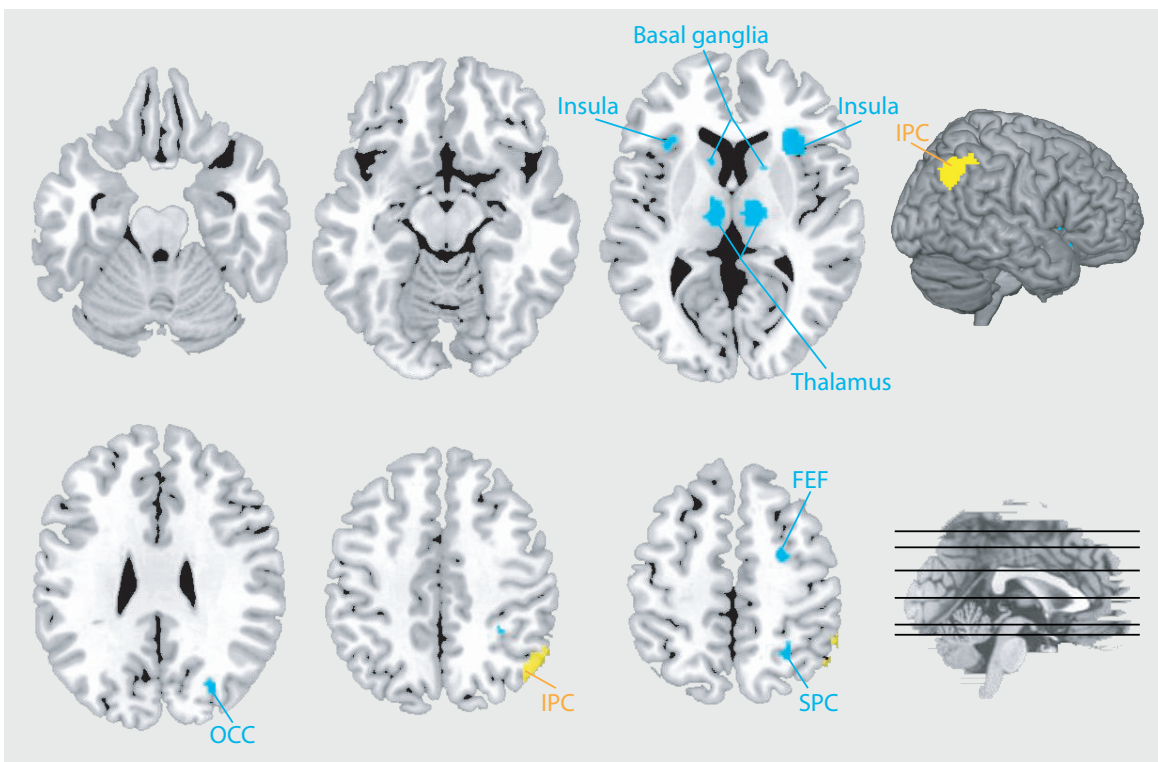 Basal ganglia
Insula
Insula
IPC
Thalamus
FEF
OCC
IPC
SPC